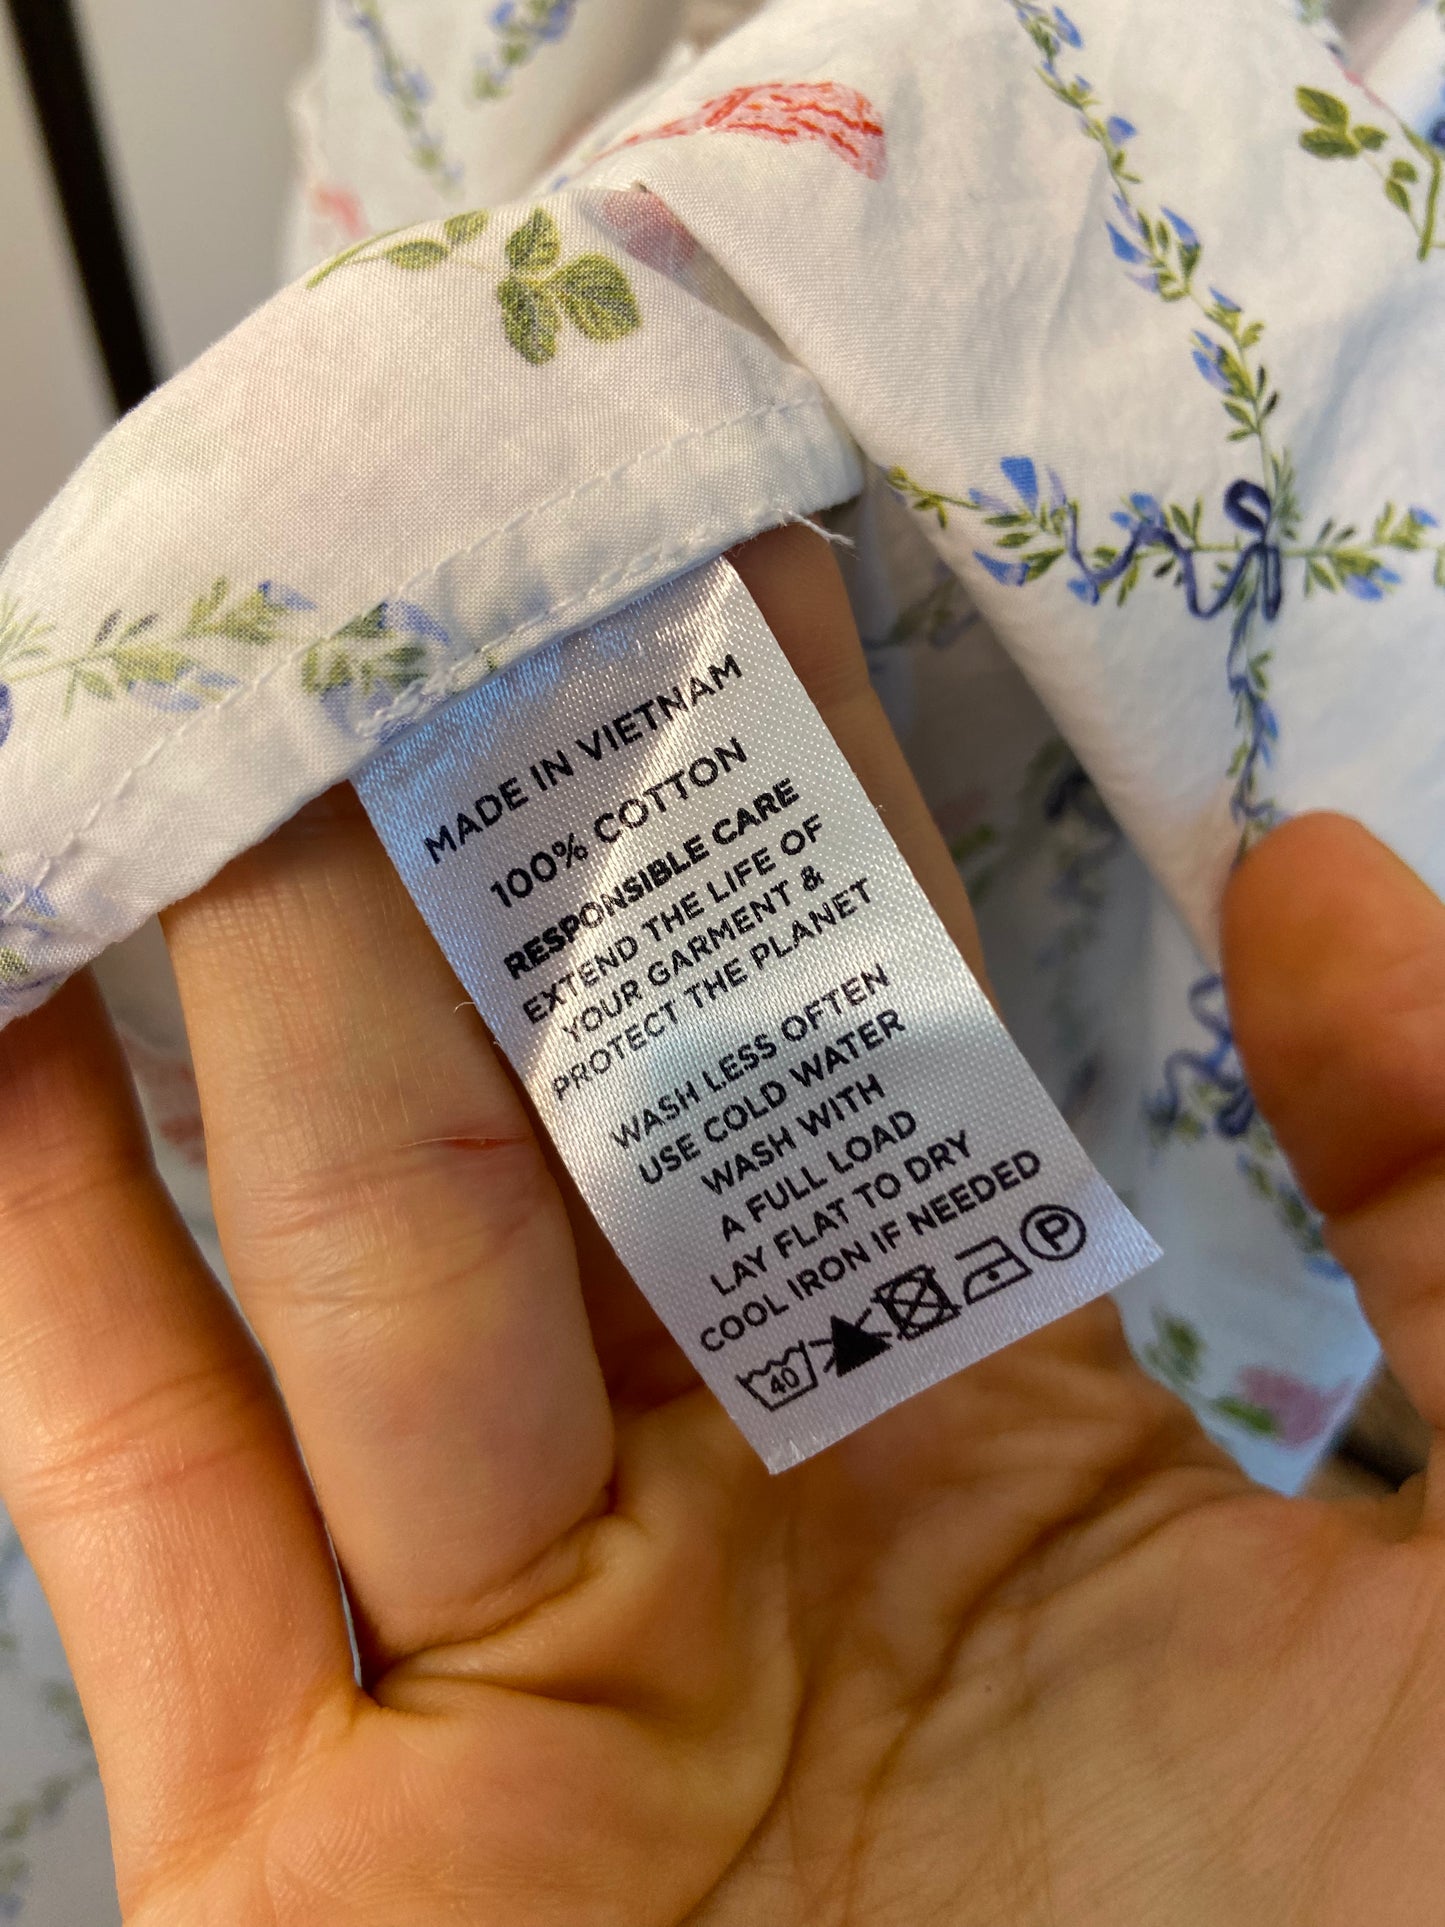 MADE IN VIETNAM
100% COTTON
RESPONSIBLE CARE
EXTEND THE LIFE OF
YOUR GARMENT &
PROTECT THE PLANET
WASH LESS OFTEN
USE COLD WATER
WASH WITH
A FULL LOAD
LAY FLAT TO DRY
COOL IRON IF NEEDED
40 P